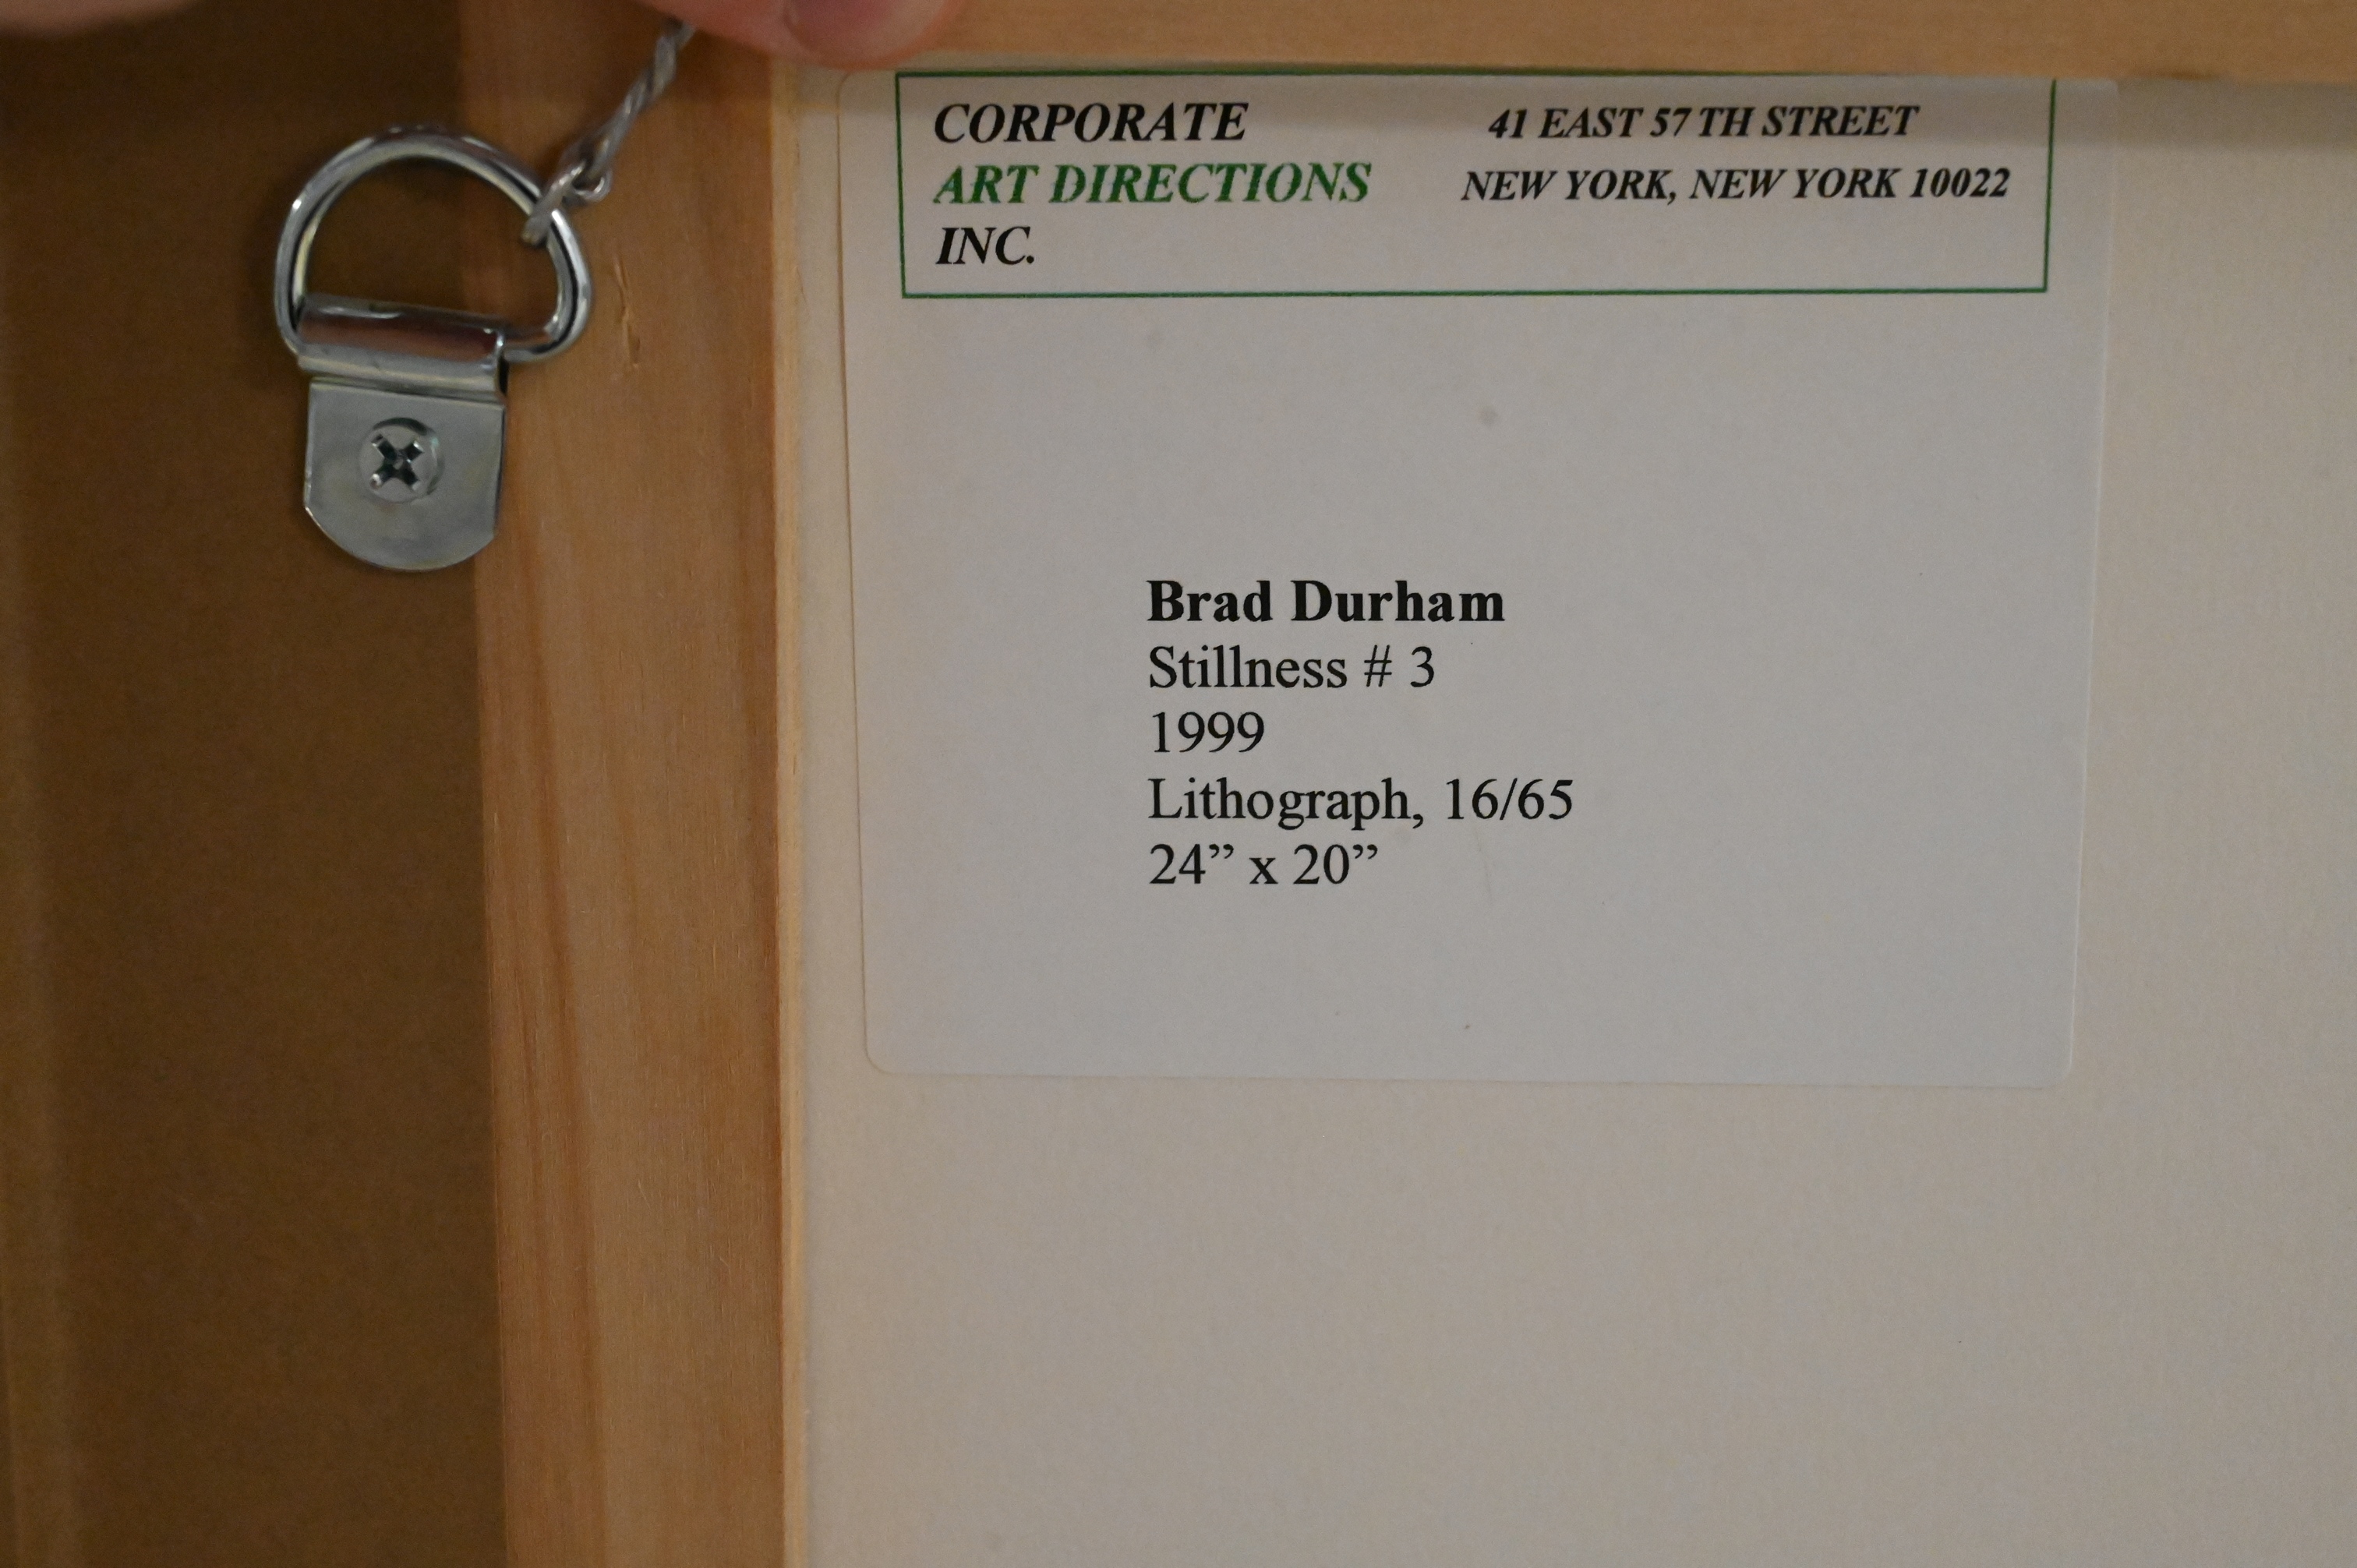 CORPORATE
ART DIRECTIONS
INC.
41 EAST 57 TH STREET
NEW YORK, NEW YORK 10022
Brad Durham
Stillness # 3
1999
Lithograph, 16/65
24” x 20”